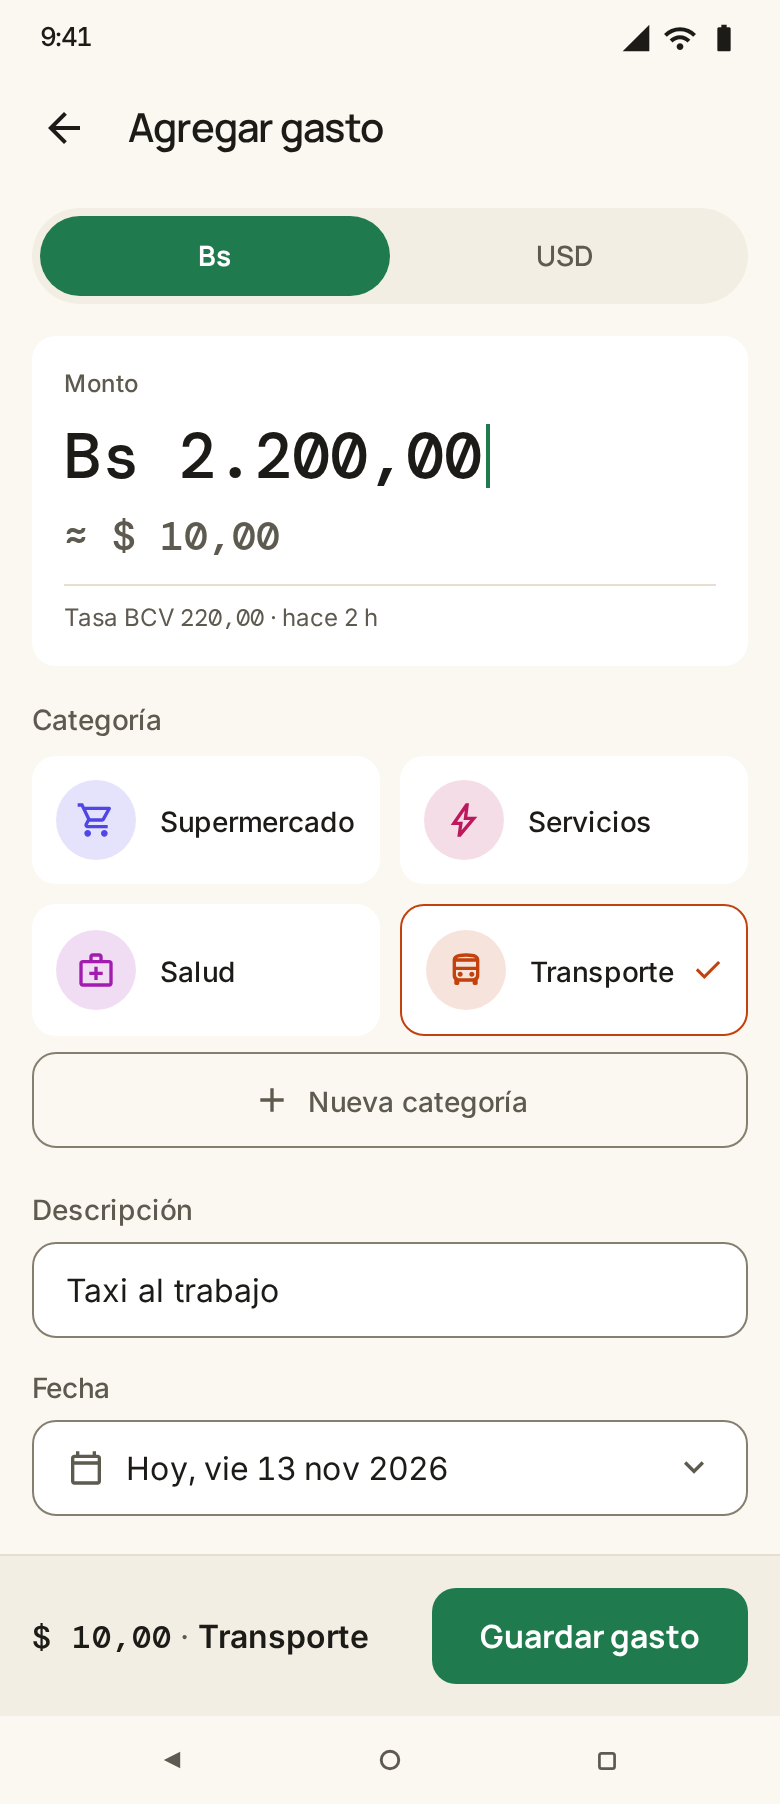 9:41
Agregar gasto
Bs
USD
Monto
Bs 2.200,00
≈ $ 10,00
Tasa BCV 220,00 · hace 2 h
Categoría
Supermercado
Servicios
Salud
Transporte
Nueva categoría
Descripción
Taxi al trabajo
Fecha
Hoy, vie 13 nov 2026
$ 10,00 · Transporte
Guardar gasto